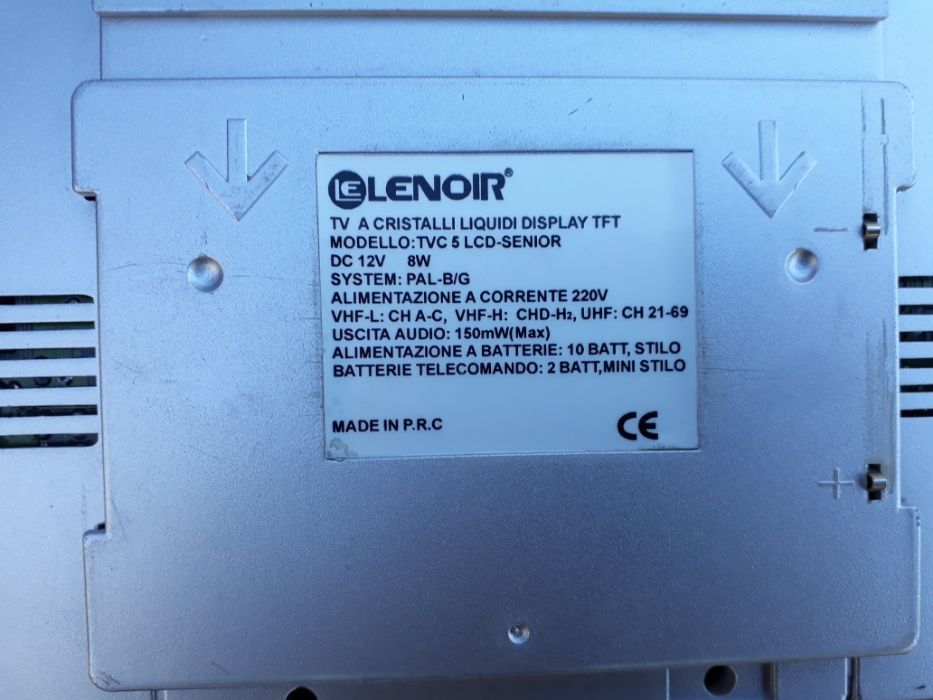 LE LENOIR®
TV A CRISTALLI LIQUIDI DISPLAY TFT
MODELLO: TVC 5 LCD-SENIOR
DC 12V 8W
SYSTEM: PAL-B/G
ALIMENTAZIONE A CORRENTE 220V
VHF-L: CH A-C, VHF-H: CHD-H₂, UHF: CH 21-69
USCITA AUDIO: 150mW(Max)
ALIMENTAZIONE A BATTERIE: 10 BATT, STILO
BATTERIE TELECOMANDO: 2 BATT,MINI STILO
MADE IN P.R.C CE